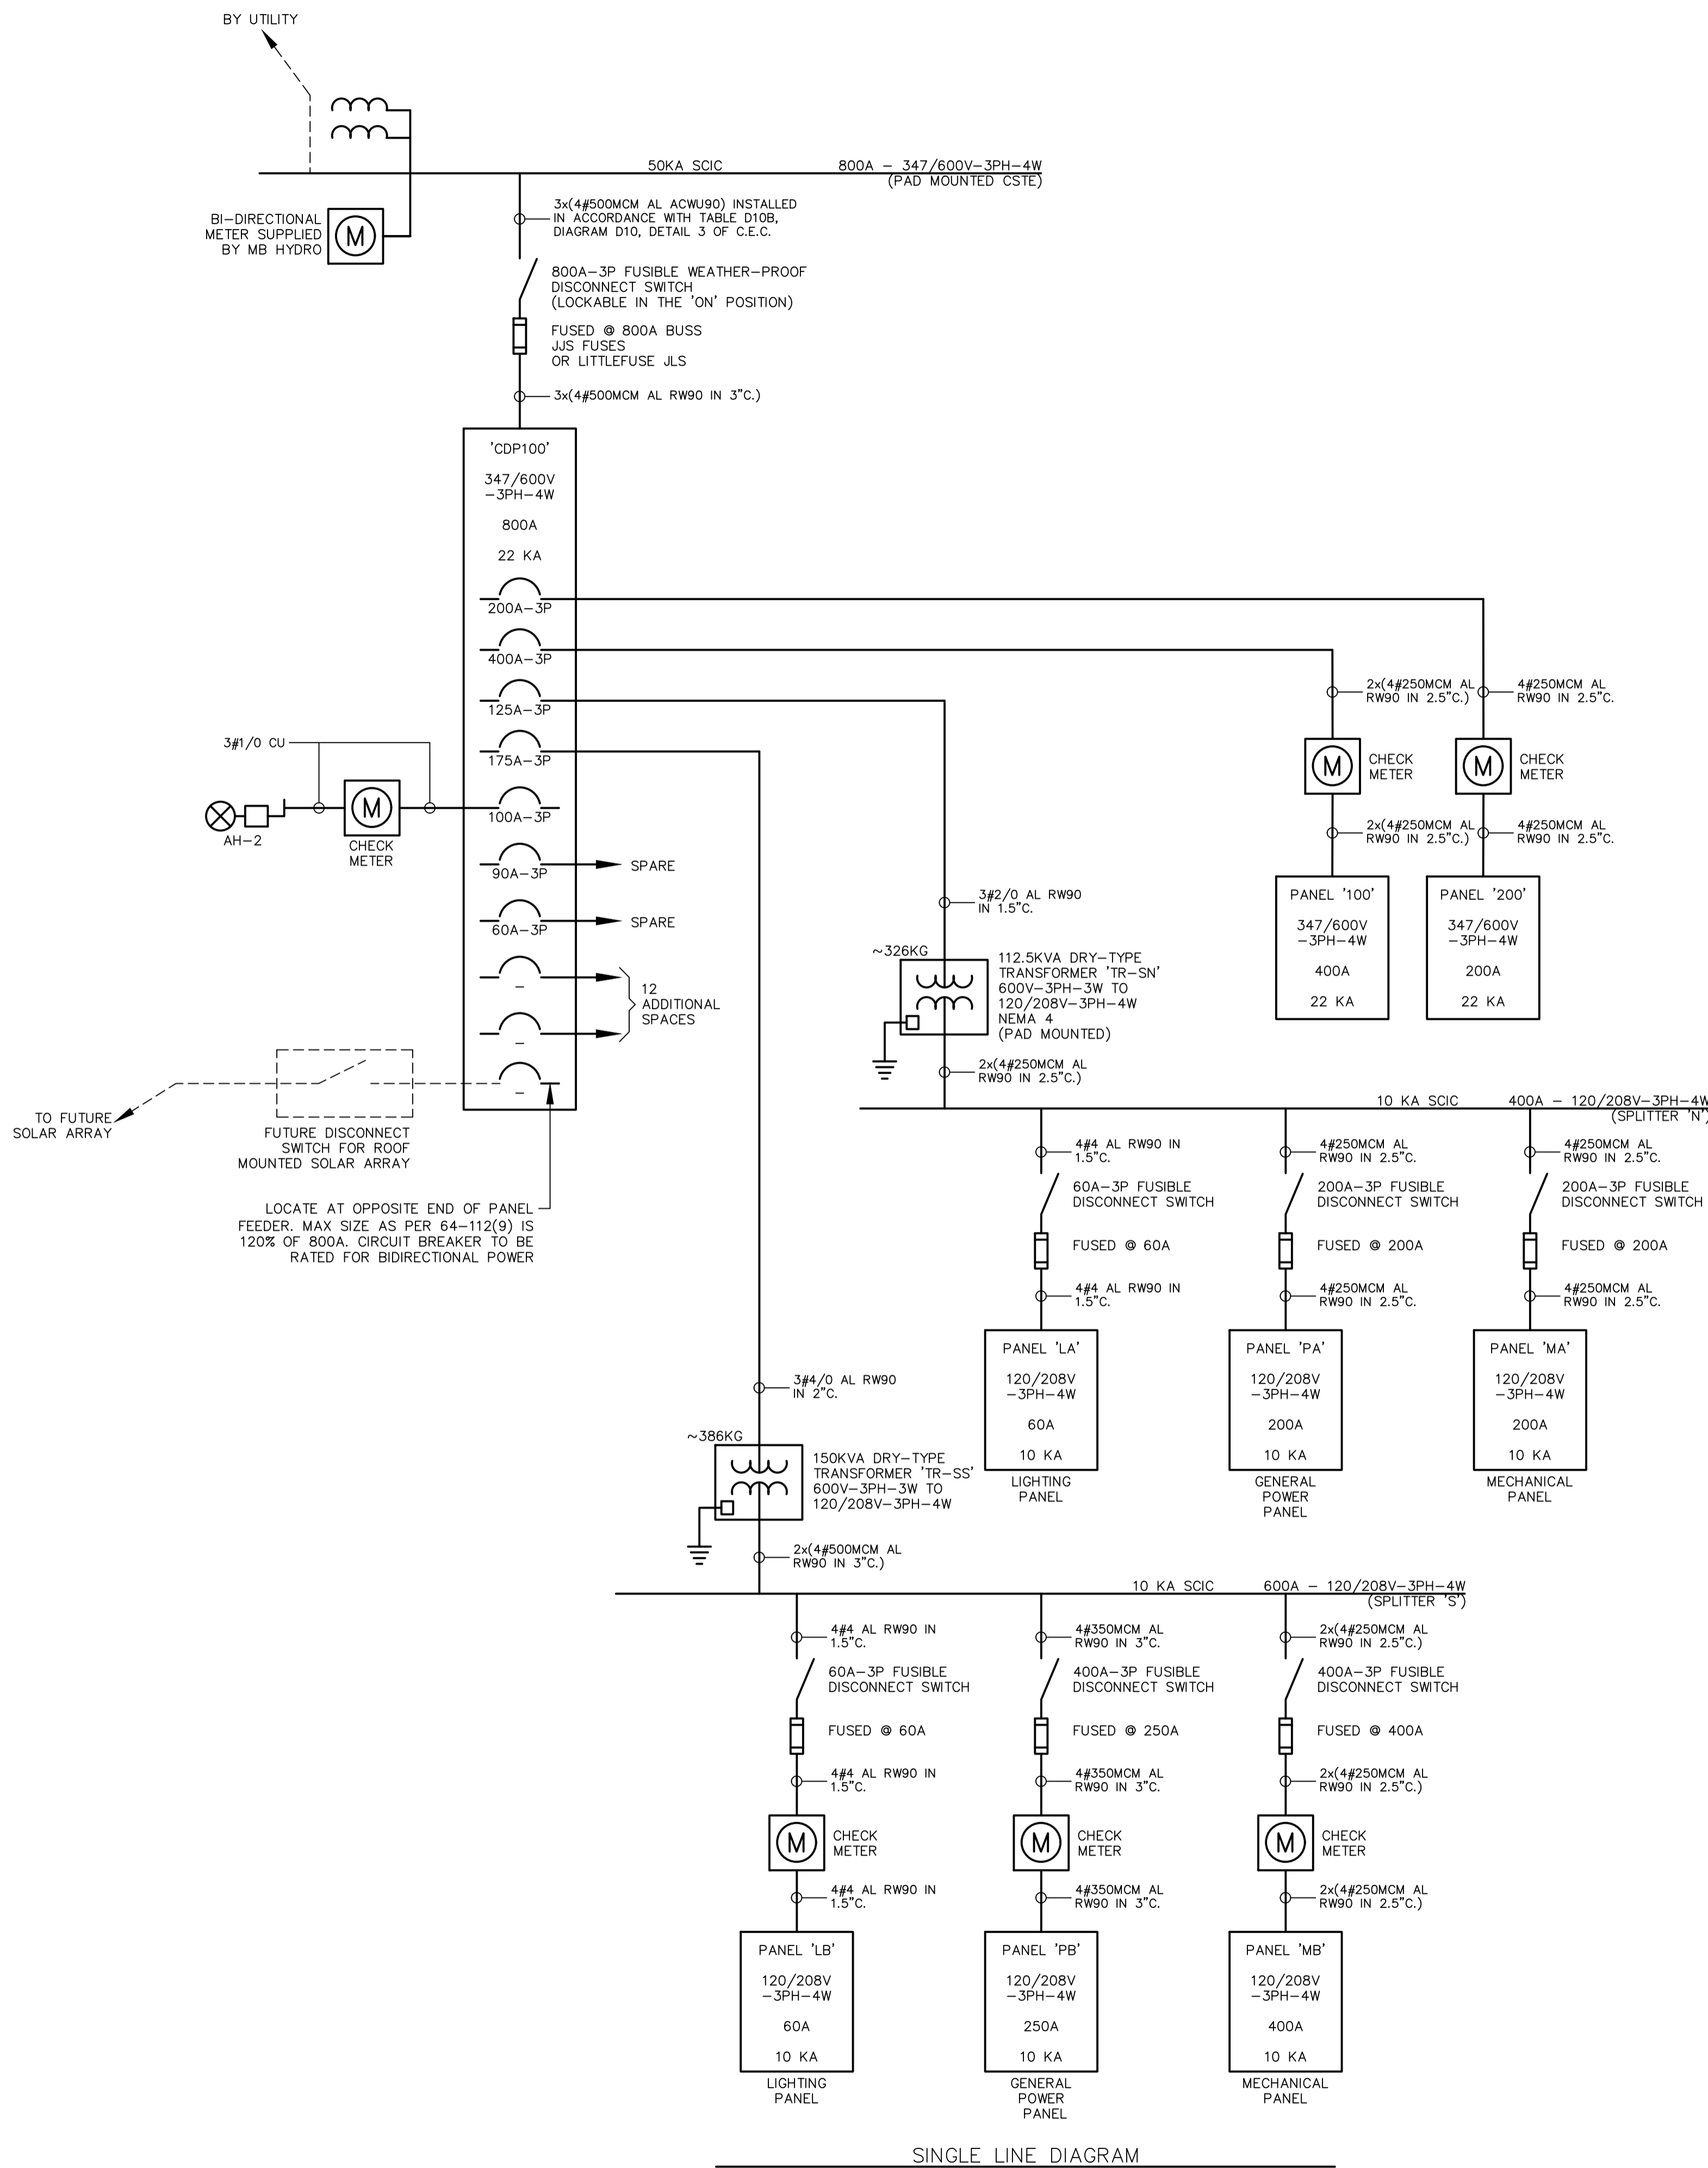 BY UTILITY
50KA SCIC
800A - 347/600V-3PH-4W
(PAD MOUNTED CSTE)
BI-DIRECTIONAL
METER SUPPLIED
BY MB HYDRO
M
3x(4#500MCM AL ACWU90) INSTALLED
IN ACCORDANCE WITH TABLE D10B,
DIAGRAM D10, DETAIL 3 OF C.E.C.
800A-3P FUSIBLE WEATHER-PROOF
DISCONNECT SWITCH
(LOCKABLE IN THE 'ON' POSITION)
FUSED @ 800A BUSS
JJS FUSES
OR LITTLEFUSE JLS
3x(4#500MCM AL RW90 IN 3"C.)
'CDP100'
347/600V
-3PH-4W
800A
22 KA
200A-3P
400A-3P
125A-3P
175A-3P
100A-3P
90A-3P
SPARE
60A-3P
SPARE
-
-
12
ADDITIONAL
SPACES
-
3#1/0 CU
AH-2
M
CHECK
METER
TO FUTURE
SOLAR ARRAY
FUTURE DISCONNECT
SWITCH FOR ROOF
MOUNTED SOLAR ARRAY
LOCATE AT OPPOSITE END OF PANEL
FEEDER. MAX SIZE AS PER 64-112(9) IS
120% OF 800A. CIRCUIT BREAKER TO BE
RATED FOR BIDIRECTIONAL POWER
2x(4#250MCM AL
RW90 IN 2.5"C.)
4#250MCM AL
RW90 IN 2.5"C.
M
CHECK
METER
M
CHECK
METER
2x(4#250MCM AL
RW90 IN 2.5"C.)
4#250MCM AL
RW90 IN 2.5"C.
PANEL '100'
347/600V
-3PH-4W
400A
22 KA
PANEL '200'
347/600V
-3PH-4W
200A
22 KA
3#2/0 AL RW90
IN 1.5"C.
~326KG
112.5KVA DRY-TYPE
TRANSFORMER 'TR-SN'
600V-3PH-3W TO
120/208V-3PH-4W
NEMA 4
(PAD MOUNTED)
2x(4#250MCM AL
RW90 IN 2.5"C.)
10 KA SCIC
400A - 120/208V-3PH-4W
(SPLITTER 'N')
4#4 AL RW90 IN
1.5"C.
60A-3P FUSIBLE
DISCONNECT SWITCH
FUSED @ 60A
4#4 AL RW90 IN
1.5"C.
PANEL 'LA'
120/208V
-3PH-4W
60A
10 KA
LIGHTING
PANEL
4#250MCM AL
RW90 IN 2.5"C.
200A-3P FUSIBLE
DISCONNECT SWITCH
FUSED @ 200A
4#250MCM AL
RW90 IN 2.5"C.
PANEL 'PA'
120/208V
-3PH-4W
200A
10 KA
GENERAL
POWER
PANEL
4#250MCM AL
RW90 IN 2.5"C.
200A-3P FUSIBLE
DISCONNECT SWITCH
FUSED @ 200A
4#250MCM AL
RW90 IN 2.5"C.
PANEL 'MA'
120/208V
-3PH-4W
200A
10 KA
MECHANICAL
PANEL
3#4/0 AL RW90
IN 2"C.
~386KG
150KVA DRY-TYPE
TRANSFORMER 'TR-SS'
600V-3PH-3W TO
120/208V-3PH-4W
2x(4#500MCM AL
RW90 IN 3"C.)
10 KA SCIC
600A - 120/208V-3PH-4W
(SPLITTER 'S')
4#4 AL RW90 IN
1.5"C.
60A-3P FUSIBLE
DISCONNECT SWITCH
FUSED @ 60A
4#4 AL RW90 IN
1.5"C.
M
CHECK
METER
4#4 AL RW90 IN
1.5"C.
PANEL 'LB'
120/208V
-3PH-4W
60A
10 KA
LIGHTING
PANEL
4#350MCM AL
RW90 IN 3"C.
400A-3P FUSIBLE
DISCONNECT SWITCH
FUSED @ 250A
4#350MCM AL
RW90 IN 3"C.
M
CHECK
METER
4#350MCM AL
RW90 IN 3"C.
PANEL 'PB'
120/208V
-3PH-4W
250A
10 KA
GENERAL
POWER
PANEL
2x(4#250MCM AL
RW90 IN 2.5"C.)
400A-3P FUSIBLE
DISCONNECT SWITCH
FUSED @ 400A
2x(4#250MCM AL
RW90 IN 2.5"C.)
M
CHECK
METER
2x(4#250MCM AL
RW90 IN 2.5"C.)
PANEL 'MB'
120/208V
-3PH-4W
400A
10 KA
MECHANICAL
PANEL
SINGLE LINE DIAGRAM